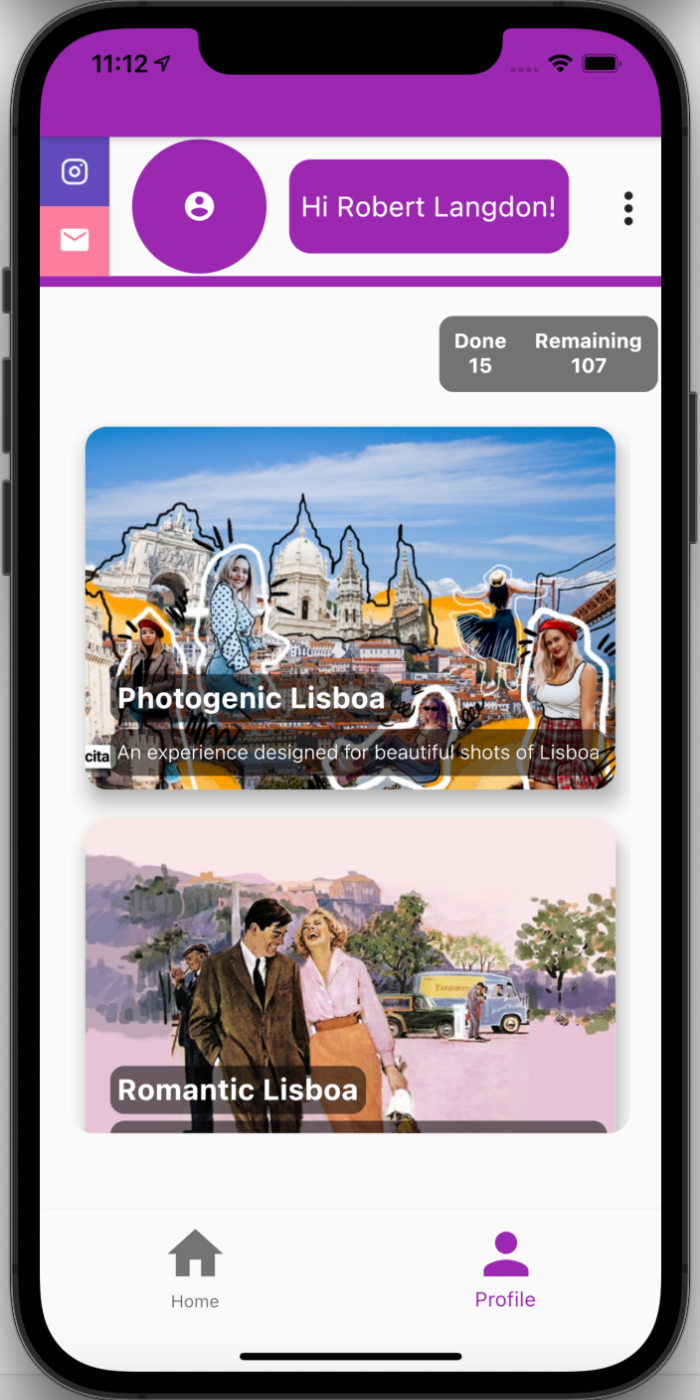 11:12
Hi Robert Langdon!
Done Remaining
15 107
Photogenic Lisboa
cita An experience designed for beautiful shots of Lisboa
Romantic Lisboa
Home Profile